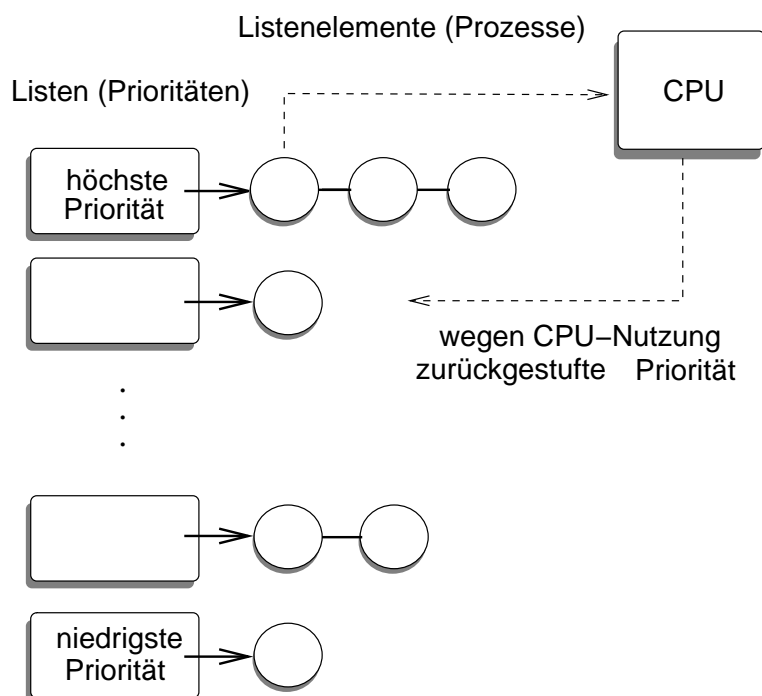 Listenelemente (Prozesse)
Listen (Prioritäten)
CPU
höchste
Priorität
wegen CPU−Nutzung
zurückgestufte Priorität
niedrigste
Priorität